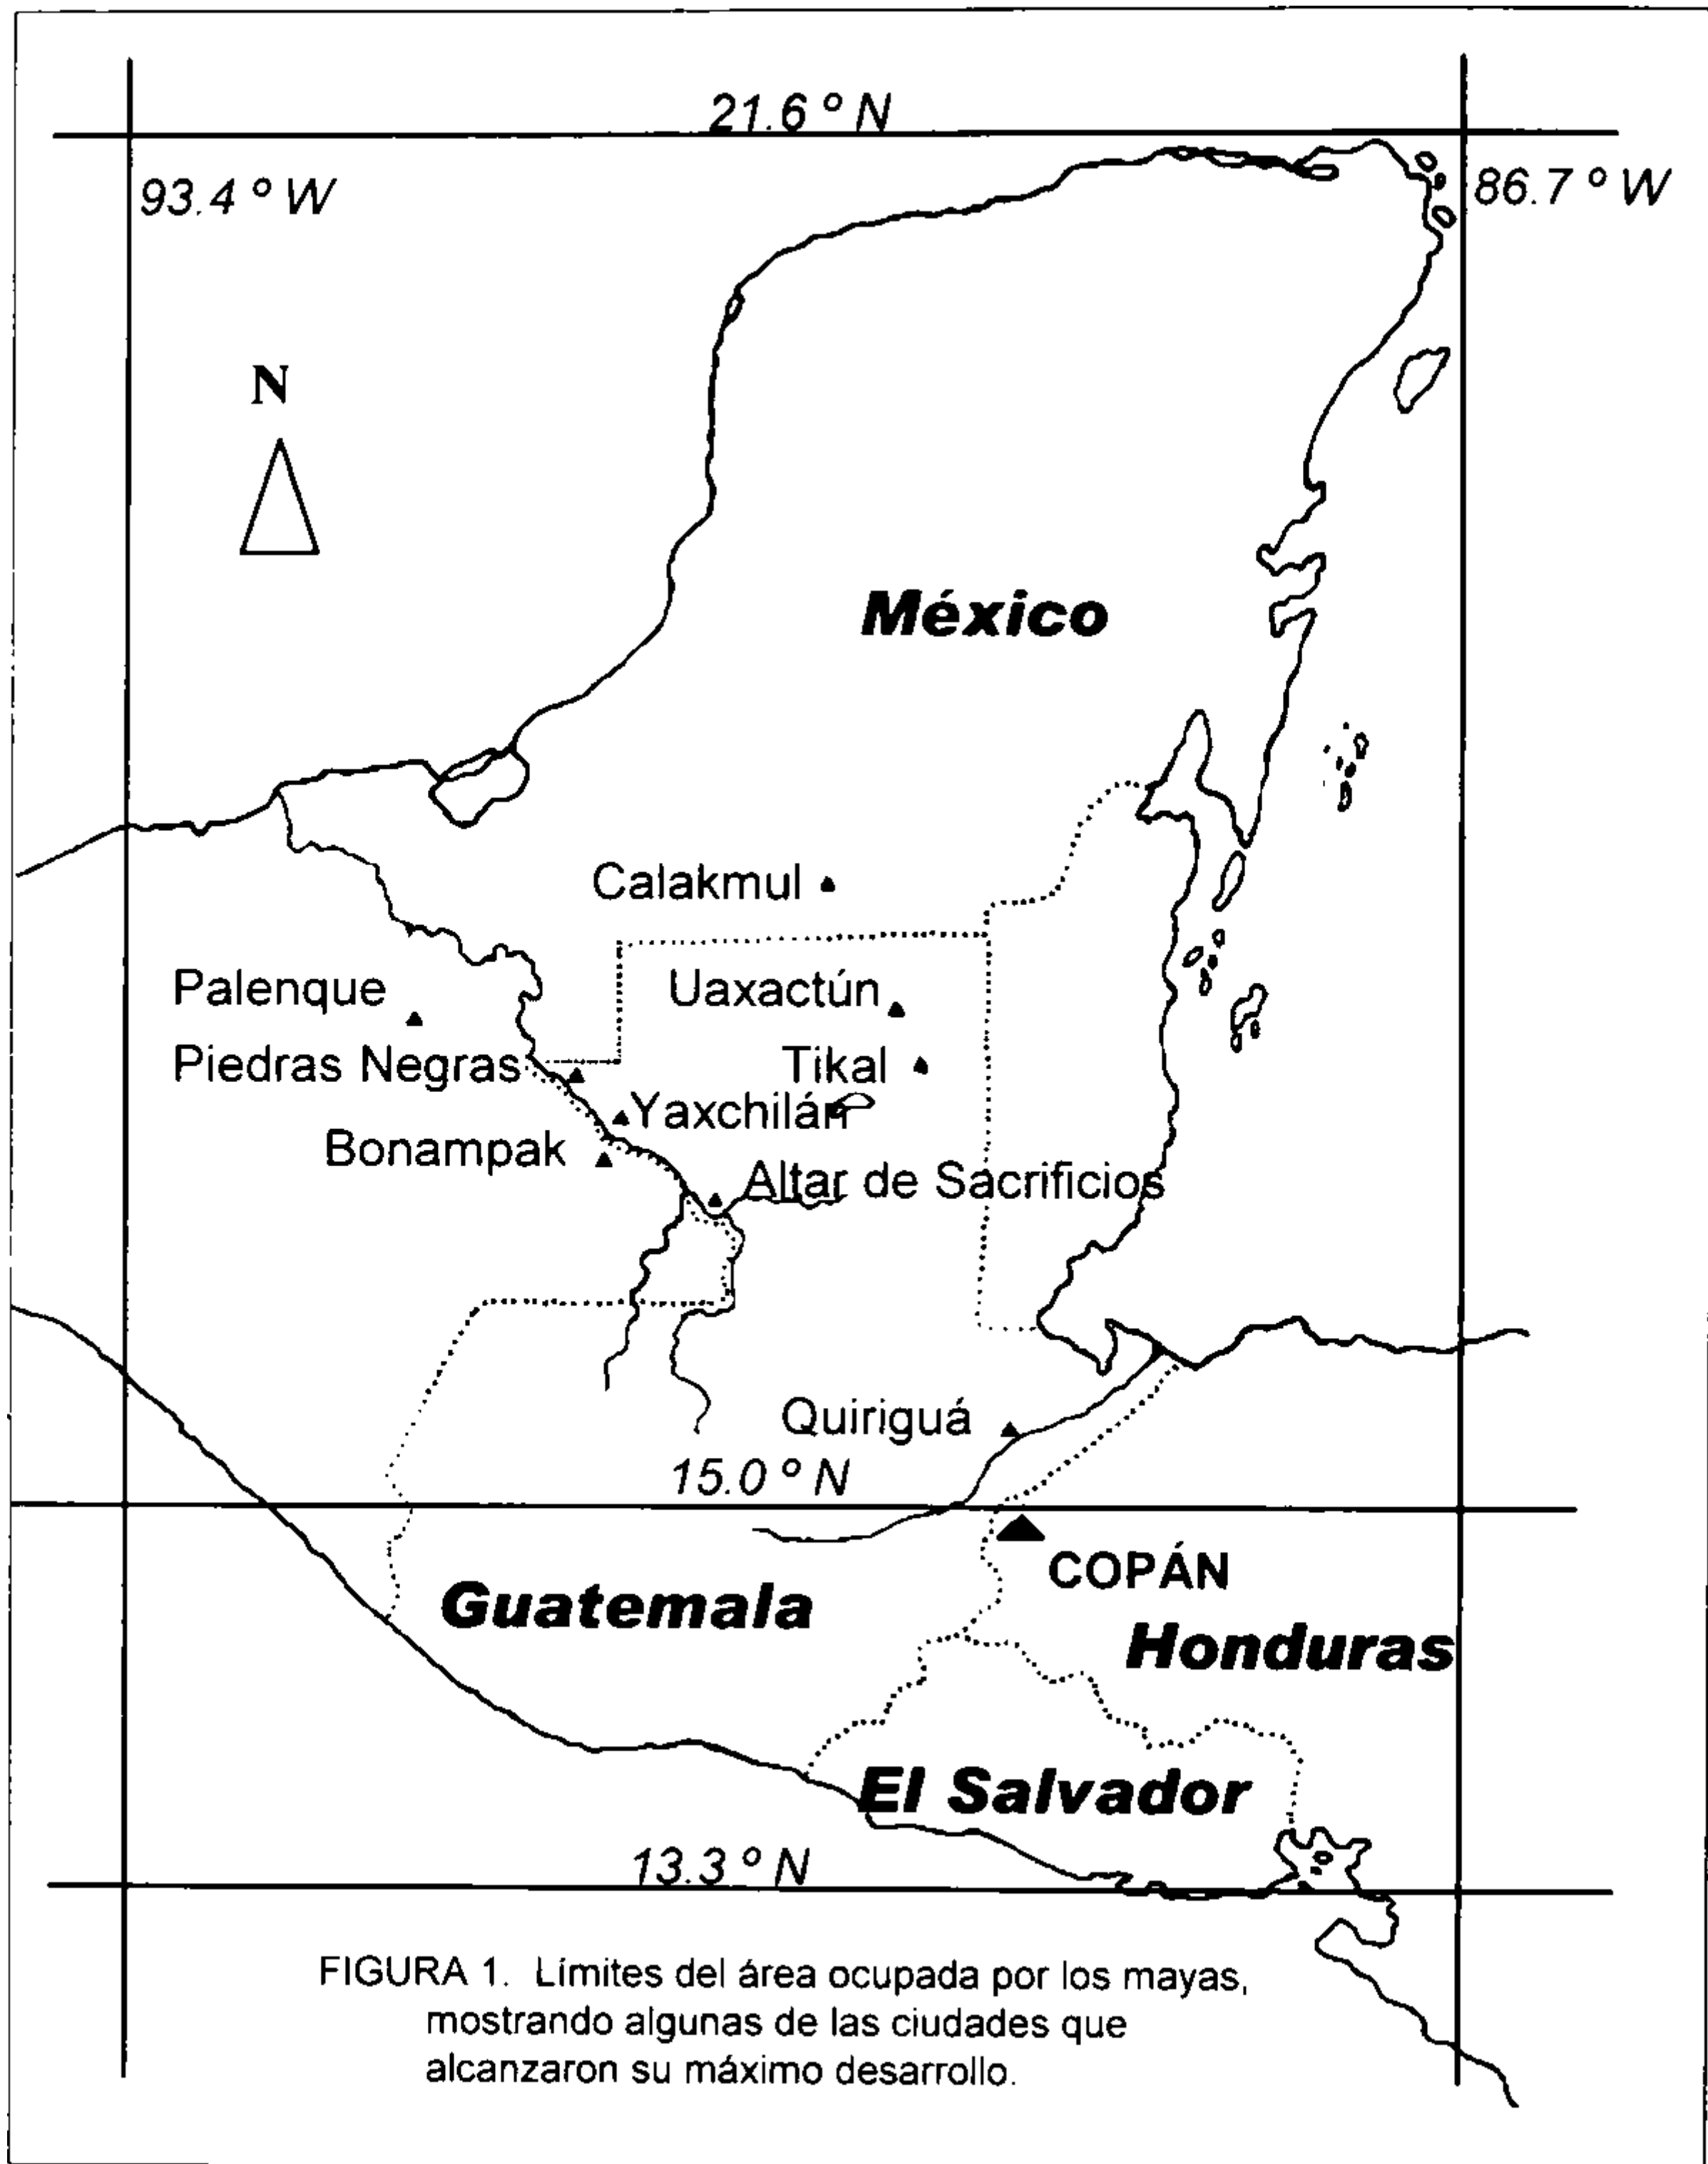 21.6 º N
93.4 º W
86.7 º W
N
México
Calakmul
Palenque
Uaxactún
Piedras Negras
Tikal
Yaxchilán
Bonampak
Altar de Sacrificios
Quiriguá
15.0 º N
COPÁN
Guatemala
Honduras
El Salvador
13.3 º N
FIGURA 1. Límites del área ocupada por los mayas,
mostrando algunas de las ciudades que
alcanzaron su máximo desarrollo.